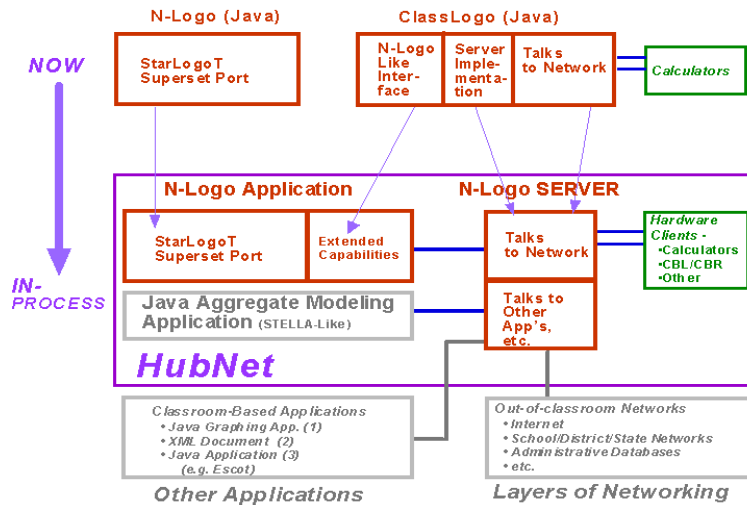 N-Logo (Java)
ClassLogo (Java)
NOW
StarLogoT
Superset Port
N-Logo
Like
Inter-
face
Server
Imple-
menta-
tion
Talks
to Network
Calculators
N-Logo Application
N-Logo SERVER
StarLogoT
Superset Port
Extended
Capabilities
Talks
to Network
Hardware
Clients -
•Calculators
•CBL/CBR
•Other
IN-
PROCESS
Java Aggregate Modeling
Application (STELLA-Like)
Talks to
Other
App's,
etc.
HubNet
Classroom-Based Applications
• Java Graphing App. (1)
• XML Document (2)
• Java Application (3)
(e.g. Escot)
Out-of-classroom Networks
• Internet
• School/District/State Networks
• Administrative Databases
• etc.
Other Applications
Layers of Networking